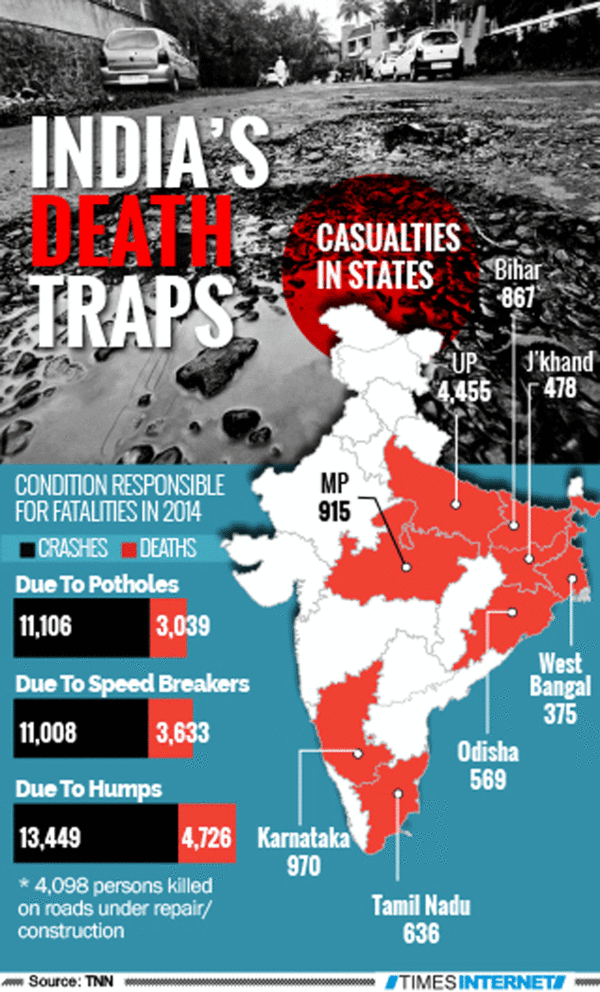 INDIA'S
DEATH
TRAPS
CASUALTIES
IN STATES
Bihar
867
UP
4,455
J'khand
478
MP
915
West
Bangal
375
Odisha
569
Karnataka
970
Tamil Nadu
636
CONDITION RESPONSIBLE
FOR FATALITIES IN 2014
CRASHES DEATHS
Due To Potholes
11,106 3,039
Due To Speed Breakers
11,008 3,633
Due To Humps
13,449 4,726
* 4,098 persons killed
on roads under repair/
construction
Source: TNN
TIMES INTERNET